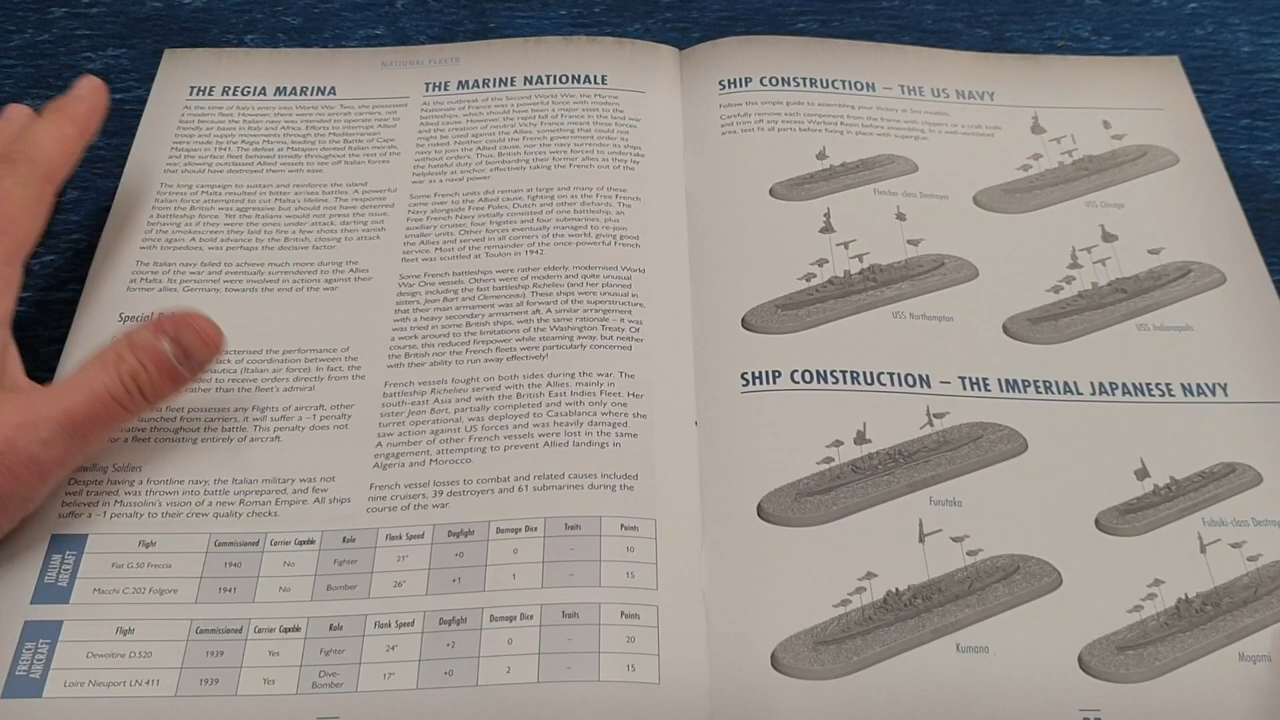 NATIONAL FLEETS
THE REGIA MARINA
At the time of Italy's entry into World War Two, she possessed
a modern fleet. However, there were no aircraft carriers, not
least because the Italian navy was intended to operate near to
friendly air bases in Italy and Africa. Efforts to interrupt Allied
troop and supply movements through the Mediterranean
were made by the Regia Marina, leading to the Battle of Cape
Matapan in 1941. The defeat at Matapan dented Italian morale,
and the surface fleet behaved timidly throughout the rest of the
war, allowing outclassed Allied vessels to see off Italian forces
that should have destroyed them with ease.
The long campaign to sustain and reinforce the island
fortress of Malta resulted in bitter air/sea battles. A powerful
Italian force attempted to cut Malta's lifeline. The response
from the British was aggressive but should not have deterred
a battleship force. Yet the Italians would not press the issue,
behaving as if they were the ones under attack, darting out
of the smokescreen they laid to fire a few shots then vanish
once again. A bold advance by the British, closing to attack
with torpedoes, was perhaps the decisive factor.
The Italian navy failed to achieve much more during the
course of the war and eventually surrendered to the Allies
at Malta. Its personnel were involved in actions against their
former allies, Germany, towards the end of the war.
Special
acterised the performance of
lack of coordination between the
nautica (Italian air force). In fact, the
ded to receive orders directly from the
rather than the fleet's admiral.
a fleet possesses any Flights of aircraft, other
launched from carriers, it will suffer a –1 penalty
iative throughout the battle. This penalty does not
or a fleet consisting entirely of aircraft.
willing Soldiers
Despite having a frontline navy, the Italian military was not
well trained, was thrown into battle unprepared, and few
believed in Mussolini's vision of a new Roman Empire. All ships
suffer a –1 penalty to their crew quality checks.
THE MARINE NATIONALE
At the outbreak of the Second World War, the Marine
Nationale of France was a powerful force with modern
battleships, which should have been a major asset to the
Allied cause. However, the rapid fall of France in the land war
and the creation of neutral Vichy France meant these forces
might be used against the Allies, something that could not
be risked. Neither could the French government order its
navy to join the Allied cause, nor the navy surrender its ships
without orders. Thus, British forces were forced to undertake
the hateful duty of bombarding their former allies as they lay
helplessly at anchor, effectively taking the French out of the
war as a naval power.
Some French units did remain at large and many of these
came over to the Allied cause, fighting on as the Free French
Navy alongside Free Poles, Dutch and other diehards. The
Free French Navy initially consisted of one battleship, an
auxiliary cruiser, four frigates and four submarines, plus
smaller units. Other forces eventually managed to re-join
the Allies and served in all corners of the world, giving good
service. Most of the remainder of the once-powerful French
fleet was scuttled at Toulon in 1942.
Some French battleships were rather elderly, modernised World
War One vessels. Others were of modern and quite unusual
design, including the fast battleship Richelieu (and her planned
sisters, Jean Bart and Clemenceau). These ships were unusual in
that their main armament was all forward of the superstructure,
with a heavy secondary armament aft. A similar arrangement
was tried in some British ships, with the same rationale – it was
a work around to the limitations of the Washington Treaty. Of
course, this reduced firepower while steaming away, but neither
the British nor the French fleets were particularly concerned
with their ability to run away effectively!
French vessels fought on both sides during the war. The
battleship Richelieu served with the Allies, mainly in
south-east Asia and with the British East Indies Fleet. Her
sister Jean Bart, partially completed and with only one
turret operational, was deployed to Casablanca where she
saw action against US forces and was heavily damaged.
A number of other French vessels were lost in the same
engagement, attempting to prevent Allied landings in
Algeria and Morocco.
French vessel losses to combat and related causes included
nine cruisers, 39 destroyers and 61 submarines during the
course of the war.
ITALIAN AIRCRAFT
Flight Commissioned Carrier Capable Role Flank Speed Dogfight Damage Dice Traits Points
Fiat G.50 Freccia 1940 No Fighter 21" +0 0 – 10
Macchi C.202 Folgore 1941 No Bomber 26" +1 1 – 15
FRENCH AIRCRAFT
Flight Commissioned Carrier Capable Role Flank Speed Dogfight Damage Dice Traits Points
Dewoitine D.520 1939 Yes Fighter 24" +2 0 – 20
Loire Nieuport LN.411 1939 Yes Dive-Bomber 17" +0 2 – 15
SHIP CONSTRUCTION – THE US NAVY
Follow this simple guide to assembling your Victory at Sea models.
Carefully remove each component from the frame with clippers or a craft knife
and trim off any excess Warlord Resin before assembling. In a well-ventilated
area, test fit all parts before fixing in place with superglue.
Fletcher-class Destroyer
USS Chicago
USS Northampton
USS Indianapolis
SHIP CONSTRUCTION – THE IMPERIAL JAPANESE NAVY
Furutaka
Fubuki-class Destroy
Kumano
Mogami